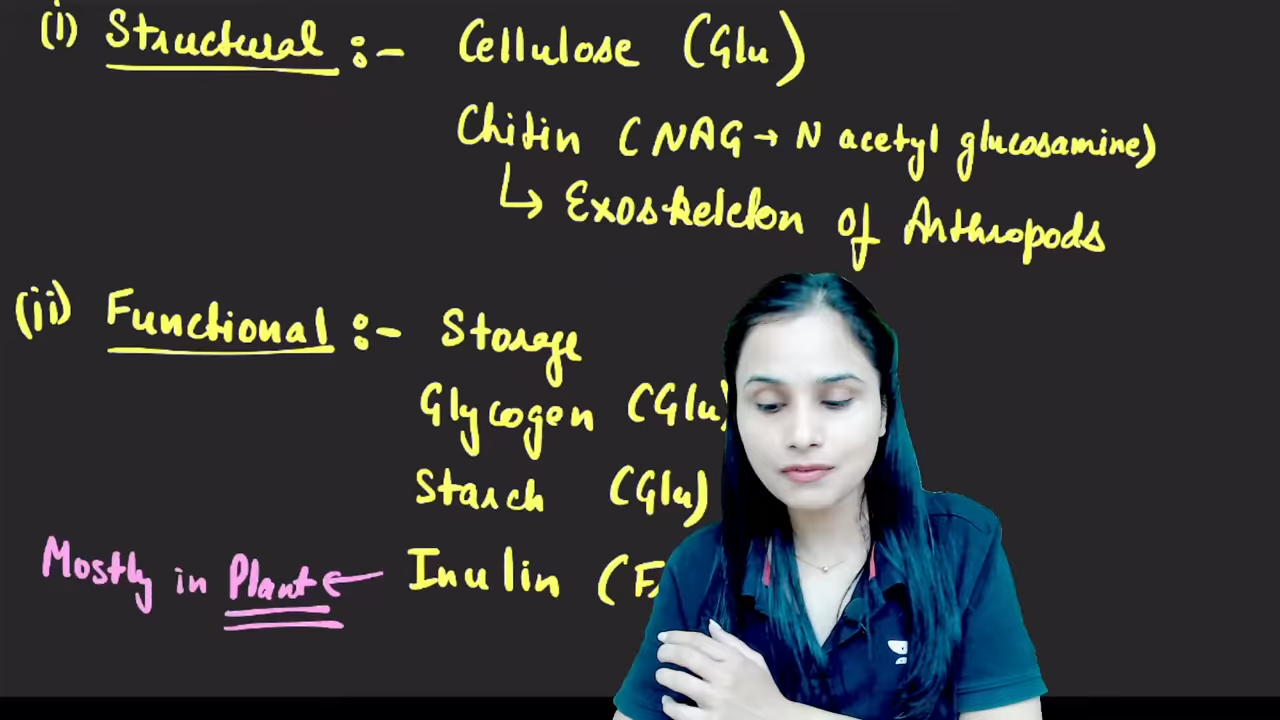 (i) Structural :- Cellulose (Glu)
Chitin (NAG → N acetyl glucosamine)
↳ Exoskeleton of Arthropods
(ii) Functional :- Storage
Glycogen (Glu)
Starch (Glu)
Mostly in Plant ← Inulin (F